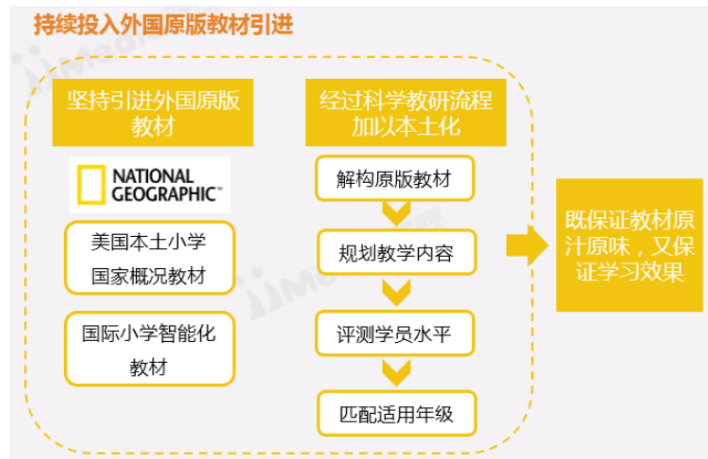 持续投入外国原版教材引进
坚持引进外国原版
教材
NATIONAL
GEOGRAPHIC™
美国本土小学
国家概况教材
国际小学智能化
教材
经过科学教研流程
加以本土化
解构原版教材
规划教学内容
评测学员水平
匹配适用年级
既保证教材原
汁原味，又保
证学习效果